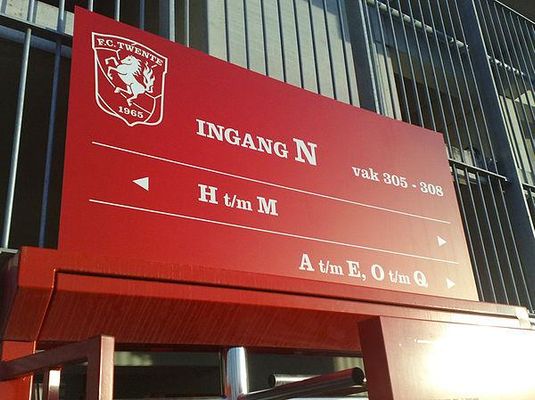 F.C. TWENTE
1965
INGANG N vak 305 - 308
H t/m M
A t/m E, O t/m Q